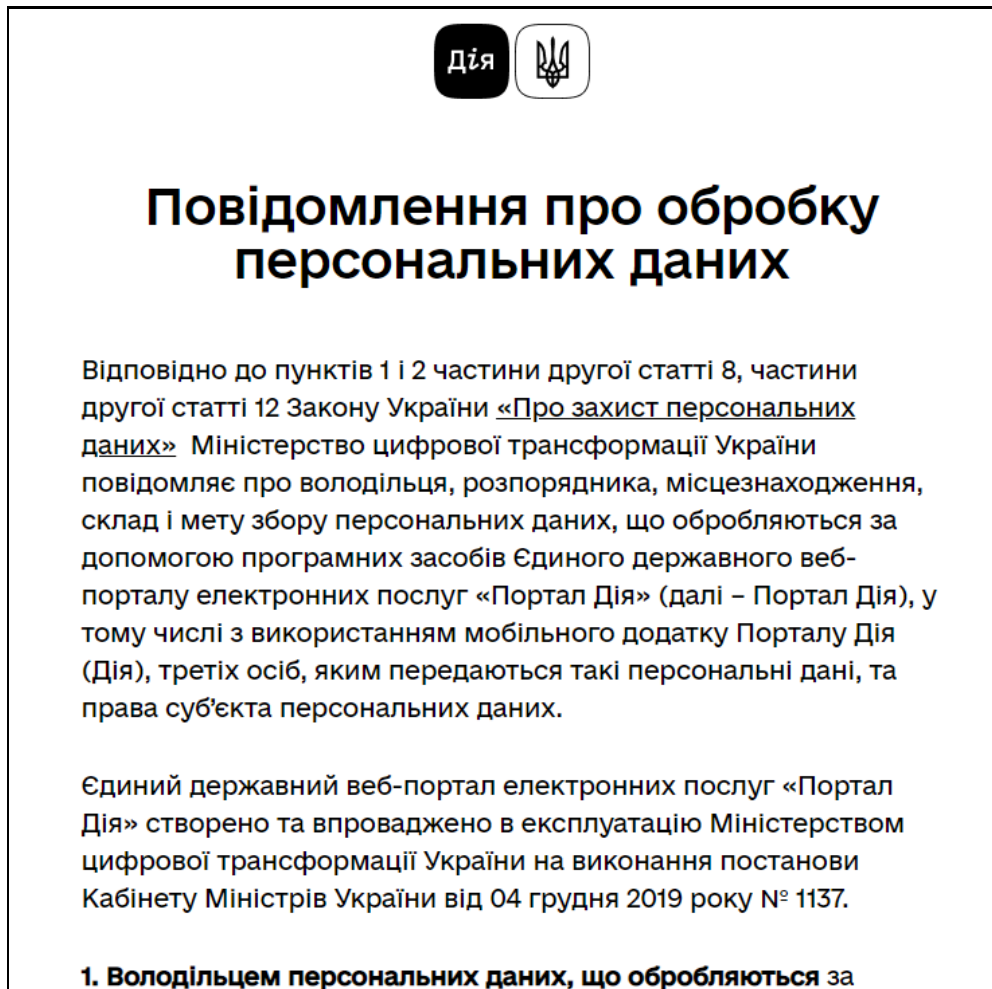 Дія
Повідомлення про обробку
персональних даних
Відповідно до пунктів 1 і 2 частини другої статті 8, частини
другої статті 12 Закону України «Про захист персональних
даних» Міністерство цифрової трансформації України
повідомляє про володільця, розпорядника, місцезнаходження,
склад і мету збору персональних даних, що обробляються за
допомогою програмних засобів Єдиного державного веб-
порталу електронних послуг «Портал Дія» (далі – Портал Дія), у
тому числі з використанням мобільного додатку Порталу Дія
(Дія), третіх осіб, яким передаються такі персональні дані, та
права суб’єкта персональних даних.
Єдиний державний веб-портал електронних послуг «Портал
Дія» створено та впроваджено в експлуатацію Міністерством
цифрової трансформації України на виконання постанови
Кабінету Міністрів України від 04 грудня 2019 року № 1137.
1. Володільцем персональних даних, що обробляються за